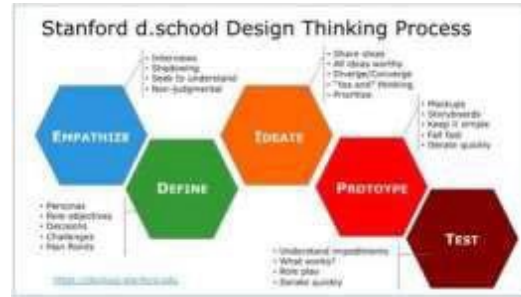 Stanford d.school Design Thinking Process
• Interviews
• Shadowing
• Seek to understand
• Non-judgmental
EMPATHIZE
• Personas
• Role objectives
• Decisions
• Challenges
• Pain Points
DEFINE
• Share ideas
• All ideas worthy
• Diverge/Converge
• "Yes and" thinking
• Prioritize
IDEATE
• Mockups
• Storyboards
• Keep it simple
• Fail fast
• Iterate quickly
PROTOTYPE
• Understand impediments
• What works?
• Role play
• Iterate quickly
TEST